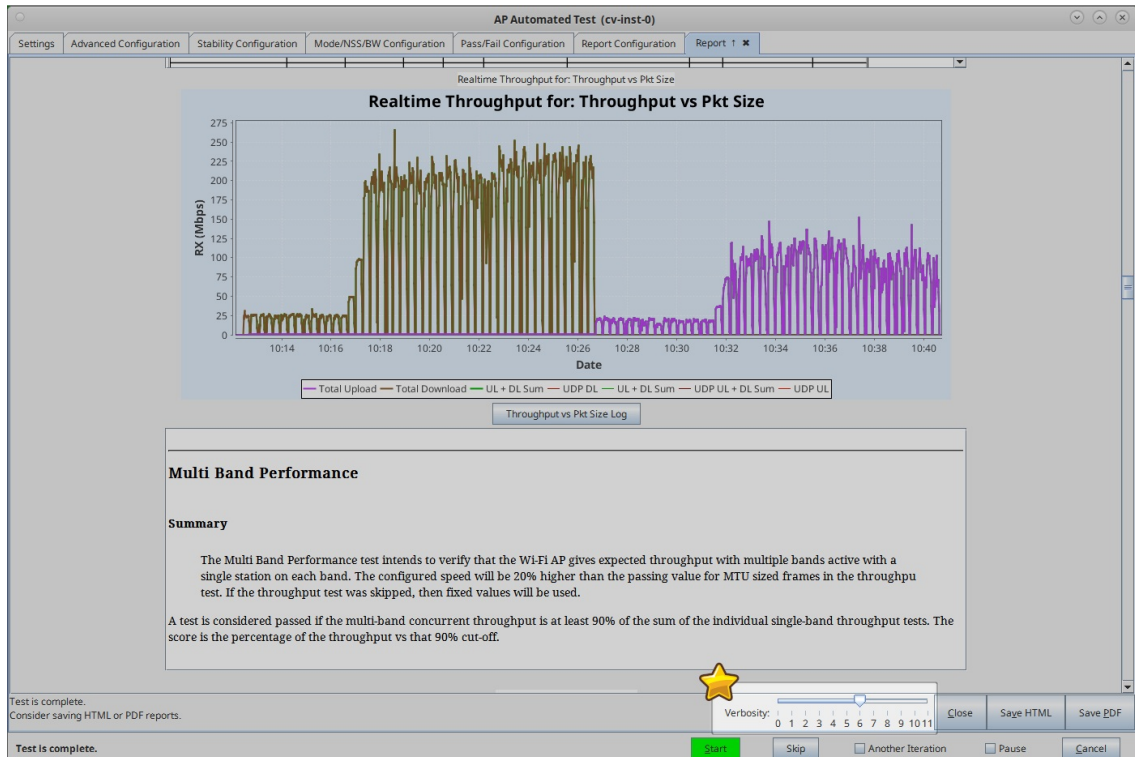 AP Automated Test (cv-inst-0)
Settings Advanced Configuration Stability Configuration Mode/NSS/BW Configuration Pass/Fail Configuration Report Configuration Report ↑ ✖
Realtime Throughput for: Throughput vs Pkt Size
Realtime Throughput for: Throughput vs Pkt Size
275
250
225
200
175
150
125
100
75
50
25
0
RX (Mbps)
10:14 10:16 10:18 10:20 10:22 10:24 10:26 10:28 10:30 10:32 10:34 10:36 10:38 10:40
Date
Total Upload Total Download UL + DL Sum UDP DL UL + DL Sum UDP UL + DL Sum UDP UL
Throughput vs Pkt Size Log
Multi Band Performance
Summary
The Multi Band Performance test intends to verify that the Wi-Fi AP gives expected throughput with multiple bands active with a
single station on each band. The configured speed will be 20% higher than the passing value for MTU sized frames in the throughpu
test. If the throughput test was skipped, then fixed values will be used.
A test is considered passed if the multi-band concurrent throughput is at least 90% of the sum of the individual single-band throughput tests. The
score is the percentage of the throughput vs that 90% cut-off.
Test is complete.
Consider saving HTML or PDF reports.
Verbosity:
0 1 2 3 4 5 6 7 8 9 10 11
Close Save HTML Save PDF
Test is complete.
Start Skip Another Iteration Pause Cancel